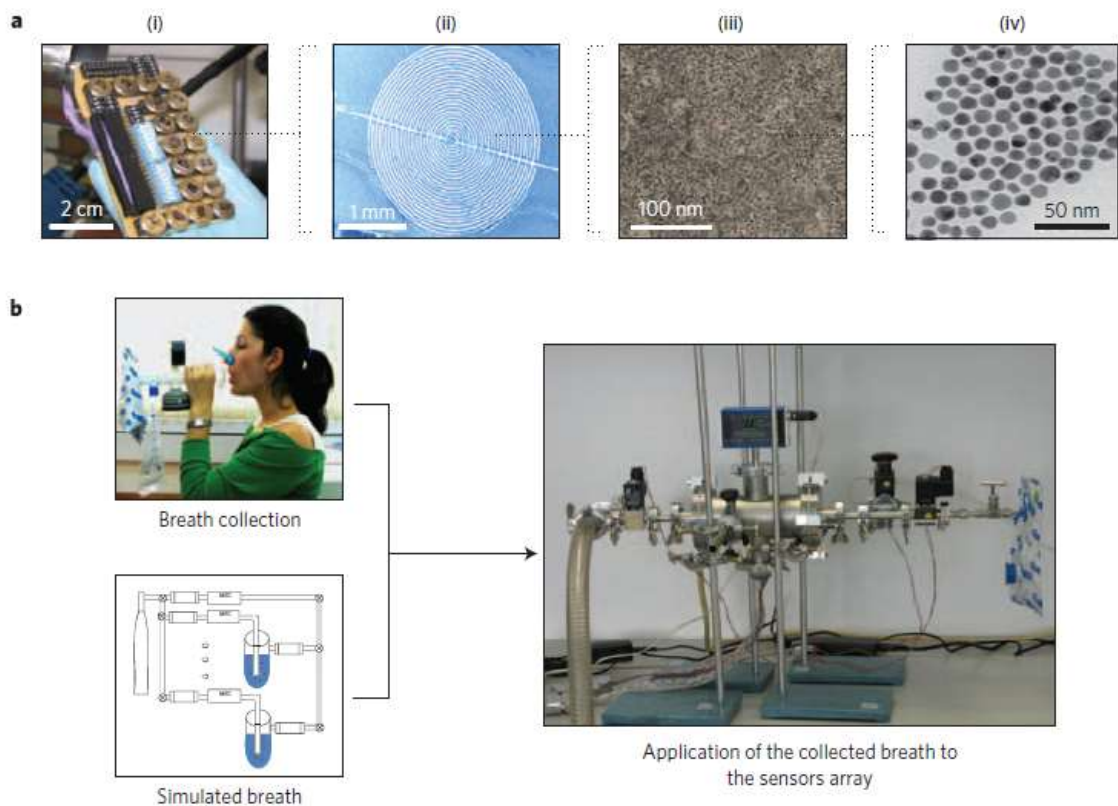 a
(i)
(ii)
(iii)
(iv)
2 cm
1 mm
100 nm
50 nm
b
Breath collection
Simulated breath
Application of the collected breath to
the sensors array